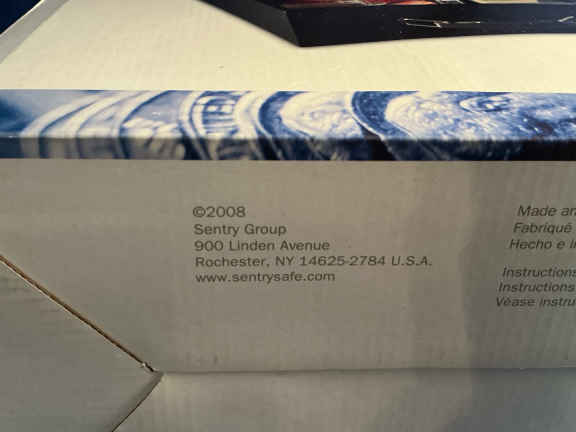 ©2008
Sentry Group
900 Linden Avenue
Rochester, NY 14625-2784 U.S.A.
www.sentrysafe.com
Made
Fabriqué
Hecho e
Instructions
Instructions
Véase